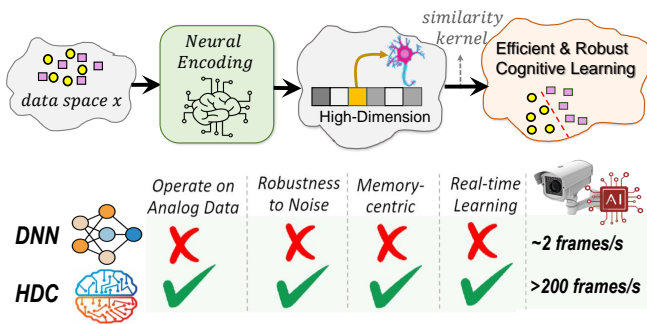 data space x
Neural
Encoding
High-Dimension
similarity
kernel
Efficient & Robust
Cognitive Learning
Operate on
Analog Data
Robustness
to Noise
Memory-
centric
Real-time
Learning
AI
DNN
~2 frames/s
HDC
>200 frames/s